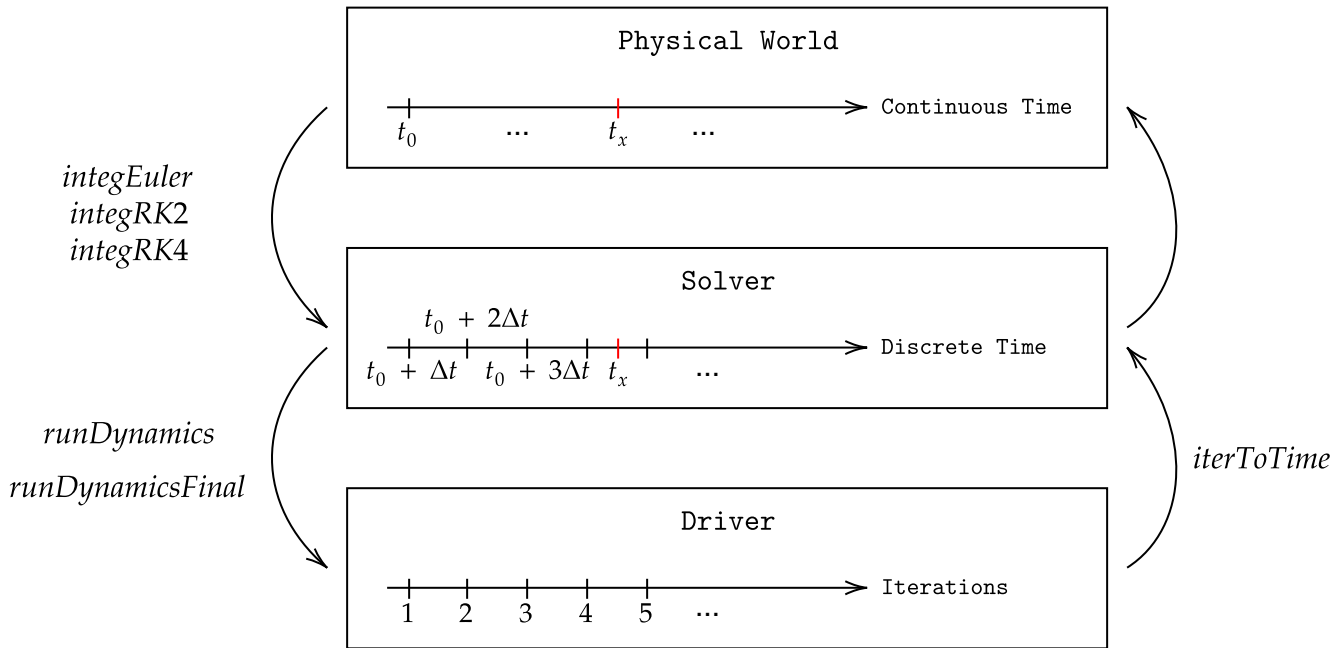 Physical World
Continuous Time
t₀ ... tₓ ...
integEuler
integRK2
integRK4
Solver
t₀ + 2Δt
Discrete Time
t₀ + Δt t₀ + 3Δt tₓ ...
runDynamics
runDynamicsFinal
iterToTime
Driver
Iterations
1 2 3 4 5 ...